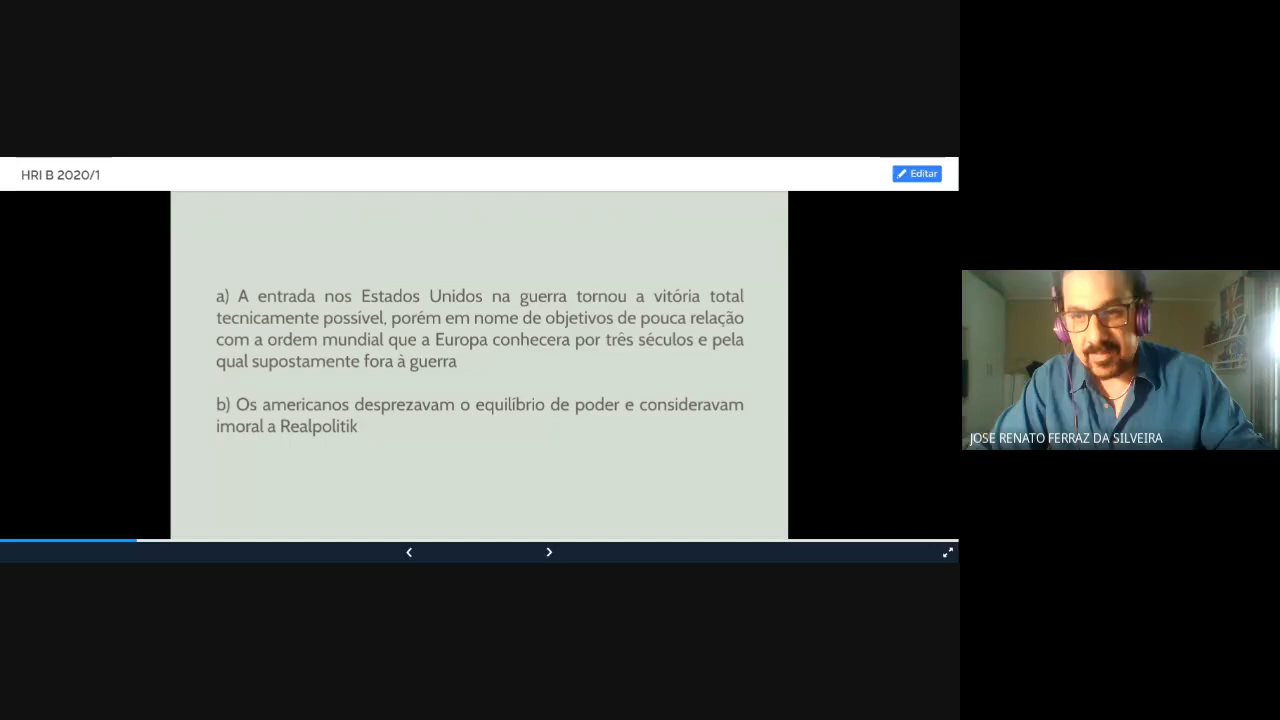 HRI B 2020/1
Editar
a) A entrada nos Estados Unidos na guerra tornou a vitória total
tecnicamente possível, porém em nome de objetivos de pouca relação
com a ordem mundial que a Europa conhecera por três séculos e pela
qual supostamente fora à guerra
b) Os americanos desprezavam o equilíbrio de poder e consideravam
imoral a Realpolitik
JOSE RENATO FERRAZ DA SILVEIRA